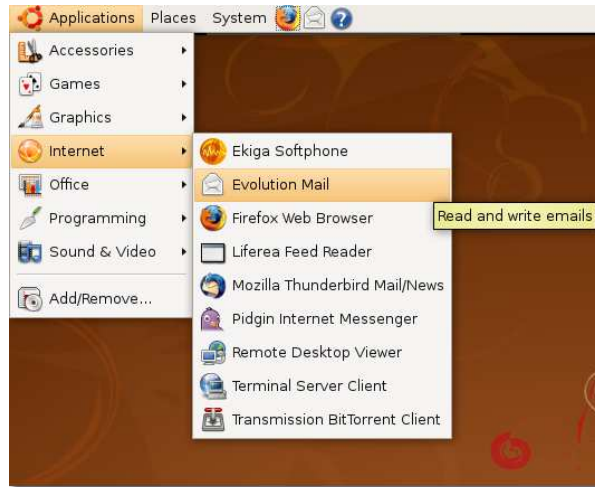 Applications Places System
Accessories
Games
Graphics
Internet
Office
Programming
Sound & Video
Add/Remove...
Ekiga Softphone
Evolution Mail
Firefox Web Browser
Liferea Feed Reader
Mozilla Thunderbird Mail/News
Pidgin Internet Messenger
Remote Desktop Viewer
Terminal Server Client
Transmission BitTorrent Client
Read and write emails